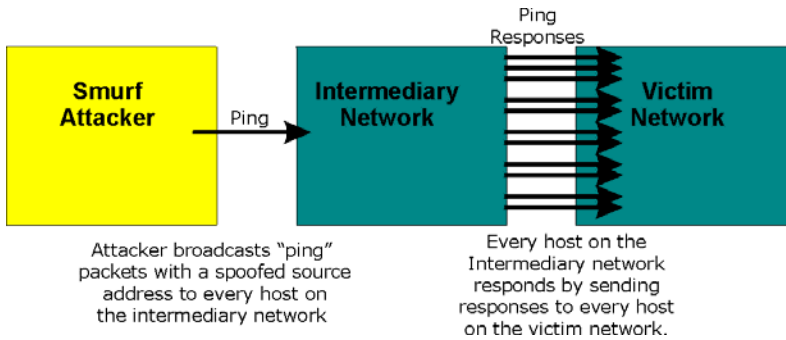 Ping
Responses
Smurf
Attacker
Ping
Intermediary
Network
Victim
Network
Attacker broadcasts “ping”
packets with a spoofed source
address to every host on
the intermediary network
Every host on the
Intermediary network
responds by sending
responses to every host
on the victim network.